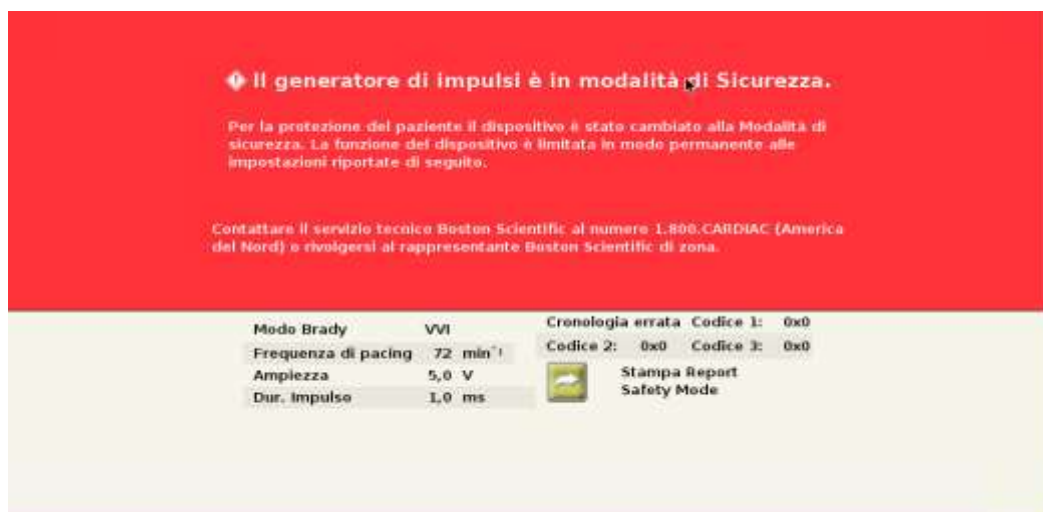 Il generatore di impulsi è in modalità di Sicurezza.
Per la protezione del paziente il dispositivo è stato cambiato alla Modalità di
sicurezza. La funzione del dispositivo è limitata in modo permanente alle
impostazioni riportate di seguito.
Contattare il servizio tecnico Boston Scientific al numero 1.800.CARDIAC (America
del Nord) o rivolgersi al rappresentante Boston Scientific di zona.
Modo Brady VVI
Frequenza di pacing 72 min⁻¹
Ampiezza 5,0 V
Dur. Impulso 1,0 ms
Cronologia errata Codice 1: 0x0
Codice 2: 0x0 Codice 3: 0x0
Stampa Report
Safety Mode